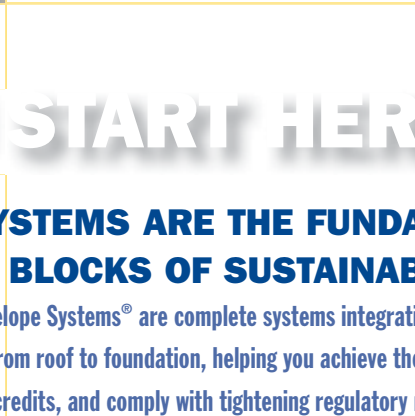 START HER
YSTEMS ARE THE FUNDA
BLOCKS OF SUSTAINAB
elope Systems® are complete systems integrati
rom roof to foundation, helping you achieve the
credits, and comply with tightening regulatory